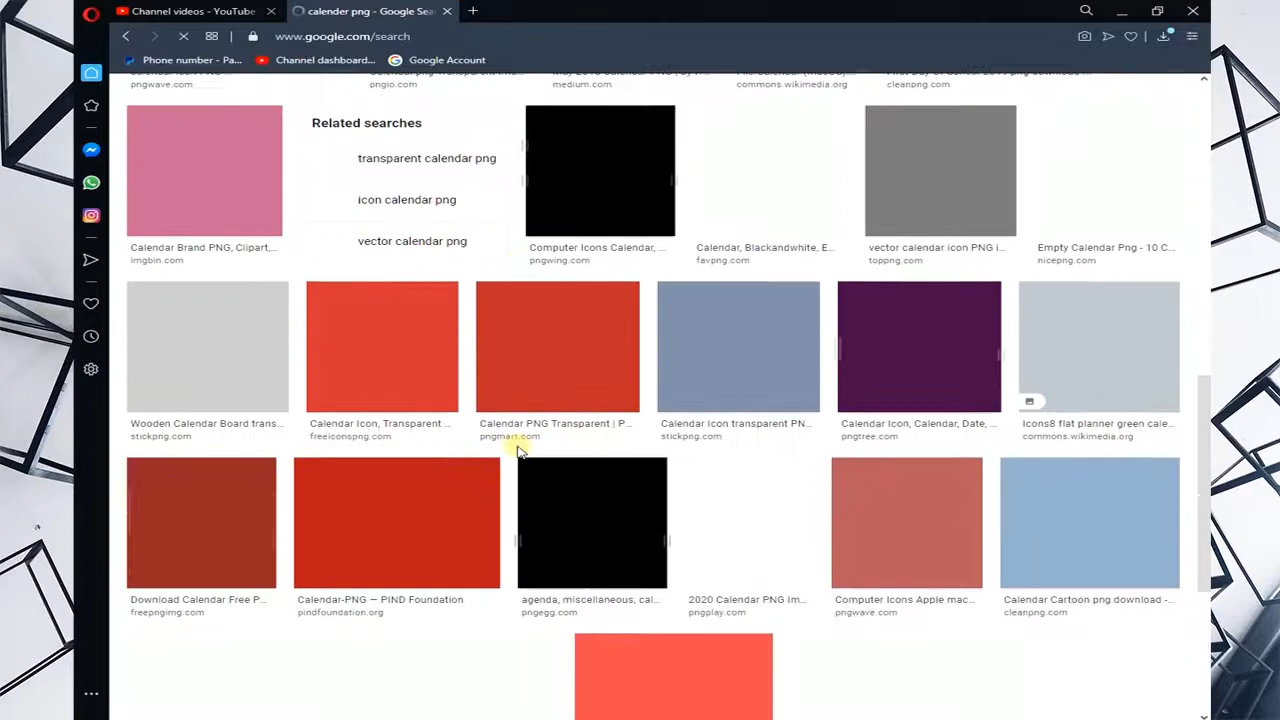 Channel videos - YouTube
calender png - Google Sea
www.google.com/search
Phone number - Pa...
Channel dashboard...
Google Account
pngwave.com
pngio.com
medium.com
commons.wikimedia.org
cleanpng.com
Related searches
transparent calendar png
icon calendar png
vector calendar png
Calendar Brand PNG, Clipart,...
imgbin.com
Computer Icons Calendar, ...
pngwing.com
Calendar, Blackandwhite, E...
favpng.com
vector calendar icon PNG i...
toppng.com
Empty Calendar Png - 10 C...
nicepng.com
Wooden Calendar Board trans...
stickpng.com
Calendar Icon, Transparent ...
freeiconspng.com
Calendar PNG Transparent | P...
pngmart.com
Calendar Icon transparent PN...
stickpng.com
Calendar Icon, Calendar, Date, ...
pngtree.com
Icons8 flat planner green cale...
commons.wikimedia.org
Download Calendar Free P...
freepngimg.com
Calendar-PNG — PIND Foundation
pindfoundation.org
agenda, miscellaneous, cal...
pngegg.com
2020 Calendar PNG Im...
pngplay.com
Computer Icons Apple mac...
pngwave.com
Calendar Cartoon png download -...
cleanpng.com